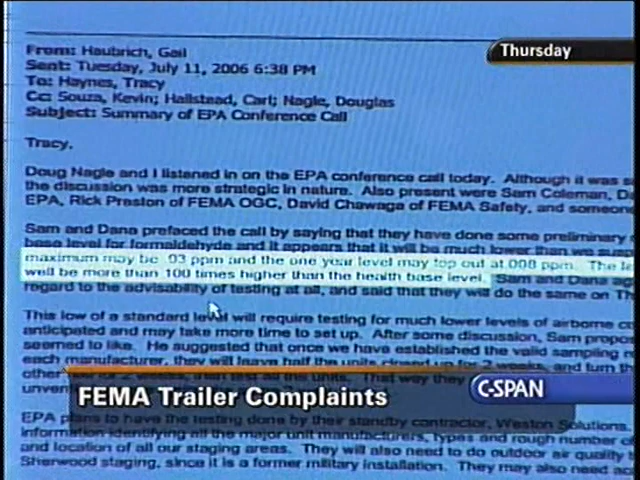 Thursday
From: Haubrich, Gail
Sent: Tuesday, July 11, 2006 6:38 PM
To: Haynes, Tracy
Cc: Souza, Kevin; Hallstead, Carl; Nagle, Douglas
Subject: Summary of EPA Conference Call
Tracy,
Doug Nagle and I listened in on the EPA conference call today. Although it was
the discussion was more strategic in nature. Also present were Sam Coleman,
EPA, Rick Preston of FEMA OGC, David Chawaga of FEMA Safety, and
Sam and Dana prefaced the call by saying that they have done some preliminary
base level for formaldehyde and it appears that it will be much lower than we
maximum may be .03 ppm and the one year level may top out at .008 ppm. The
well be more than 100 times higher than the health base level. Sam and Dana
regard to the advisability of testing at all, and said that they will do the same on
This low of a standard level will require testing for much lower levels of airborne
anticipated and may take more time to set up. After some discussion, Sam
seemed to like. He suggested that once we have established the valid sampling
each manufacturer, they will leave half the units closed up for 2 weeks, and turn
FEMA Trailer Complaints
C-SPAN
EPA plans to have the testing done by their standby contractor, Weston Solutions.
information identifying all the major unit manufacturers, types and rough number
and location of all our staging areas. They will also need to do outdoor air quality
Sherwood staging, since it is a former military installation. They may also need